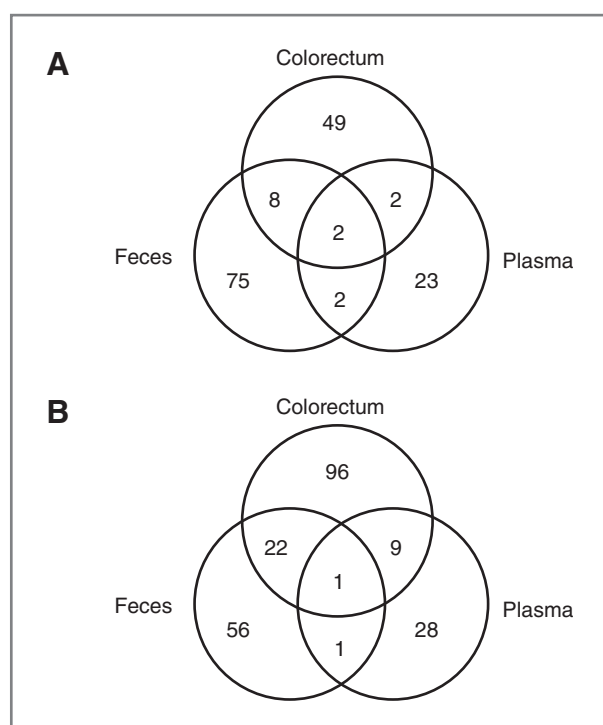 A
Colorectum
49
8 2
2
Feces
75 23
Plasma
2
B
Colorectum
96
22 9
1
Feces
56 28
Plasma
1